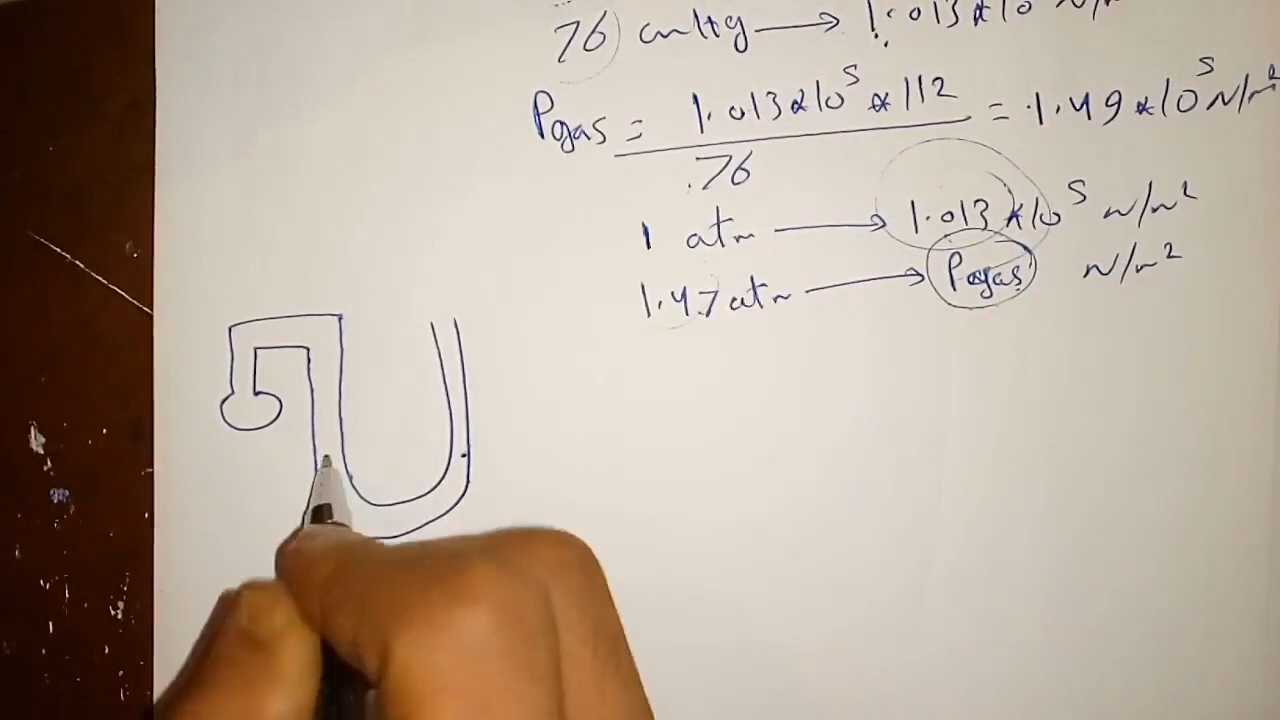 76 cmHg → 1.013*10
Pgas = 1.013*10⁵ * 112 = 1.49 *10⁵ N/m²
76
1 atm → 1.013*10⁵ N/m²
1.47 atm → Pgas N/m²